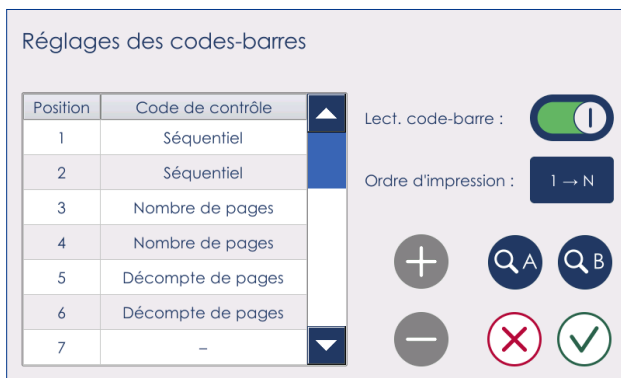 Réglages des codes-barres
Position Code de contrôle
1 Séquentiel
2 Séquentiel
3 Nombre de pages
4 Nombre de pages
5 Décompte de pages
6 Décompte de pages
7 –
Lect. code-barre :
Ordre d'impression : 1 → N
A B